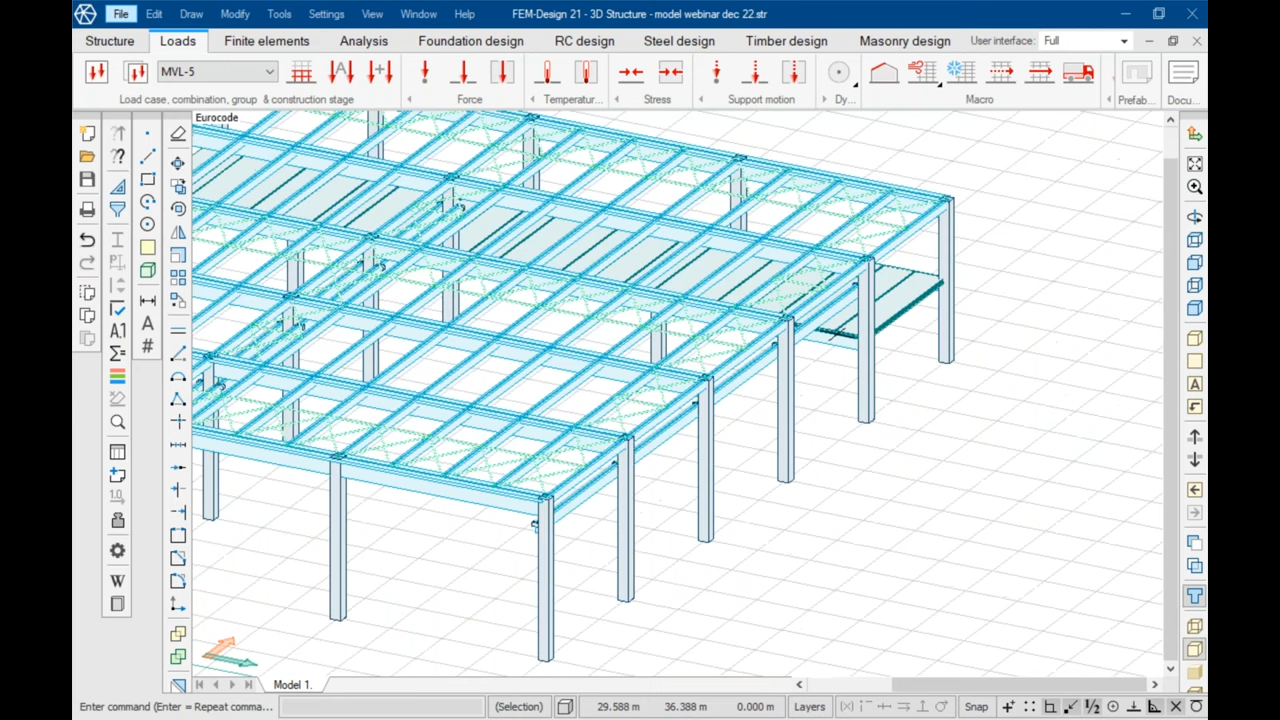 File Edit Draw Modify Tools Settings View Window Help FEM-Design 21 - 3D Structure - model webinar dec 22.str
Structure Loads Finite elements Analysis Foundation design RC design Steel design Timber design Masonry design User interface: Full
MVL-5
Load case, combination, group & construction stage Force Temperatur... Stress Support motion Dy... Macro Prefab... Docu...
Eurocode
Model 1.
Enter command (Enter = Repeat comma... (Selection) 29.588 m 36.388 m 0.000 m Layers Snap